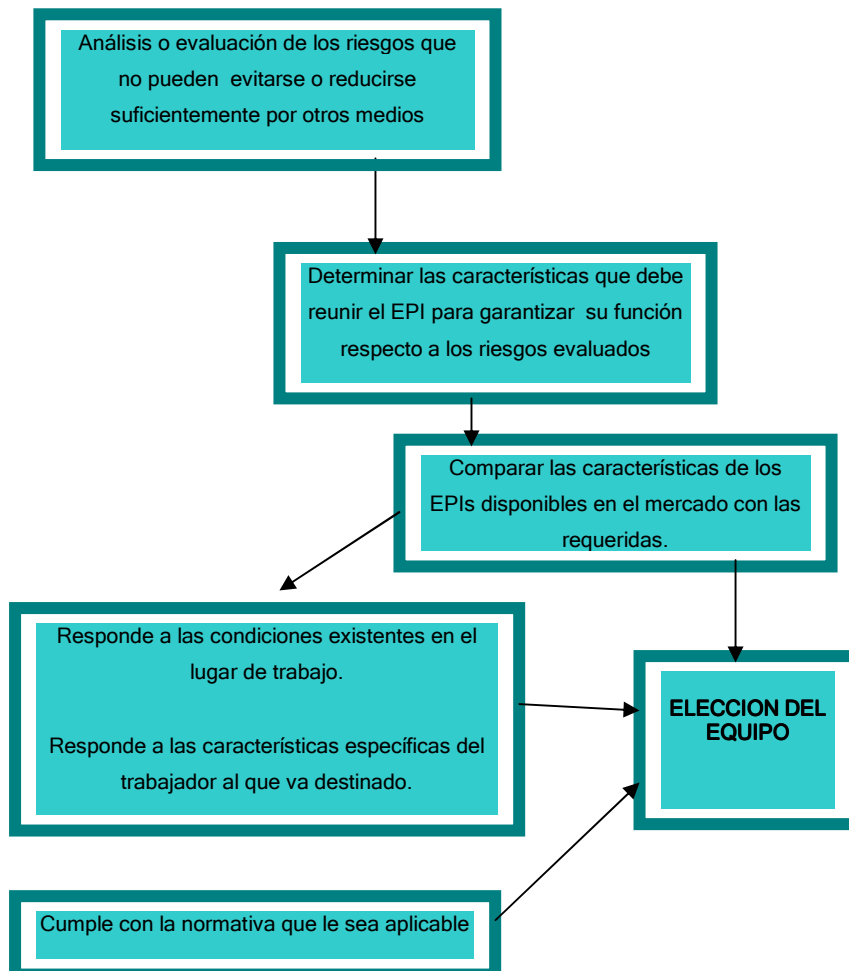 Análisis o evaluación de los riesgos que
no pueden evitarse o reducirse
suficientemente por otros medios
Determinar las características que debe
reunir el EPI para garantizar su función
respecto a los riesgos evaluados
Comparar las características de los
EPIs disponibles en el mercado con las
requeridas.
Responde a las condiciones existentes en el
lugar de trabajo.
Responde a las características específicas del
trabajador al que va destinado.
ELECCION DEL
EQUIPO
Cumple con la normativa que le sea aplicable